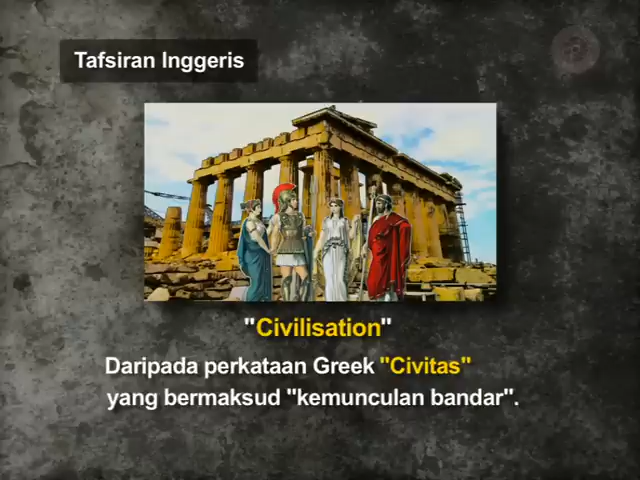 Tafsiran Inggeris
"Civilisation"
Daripada perkataan Greek "Civitas"
yang bermaksud "kemunculan bandar".